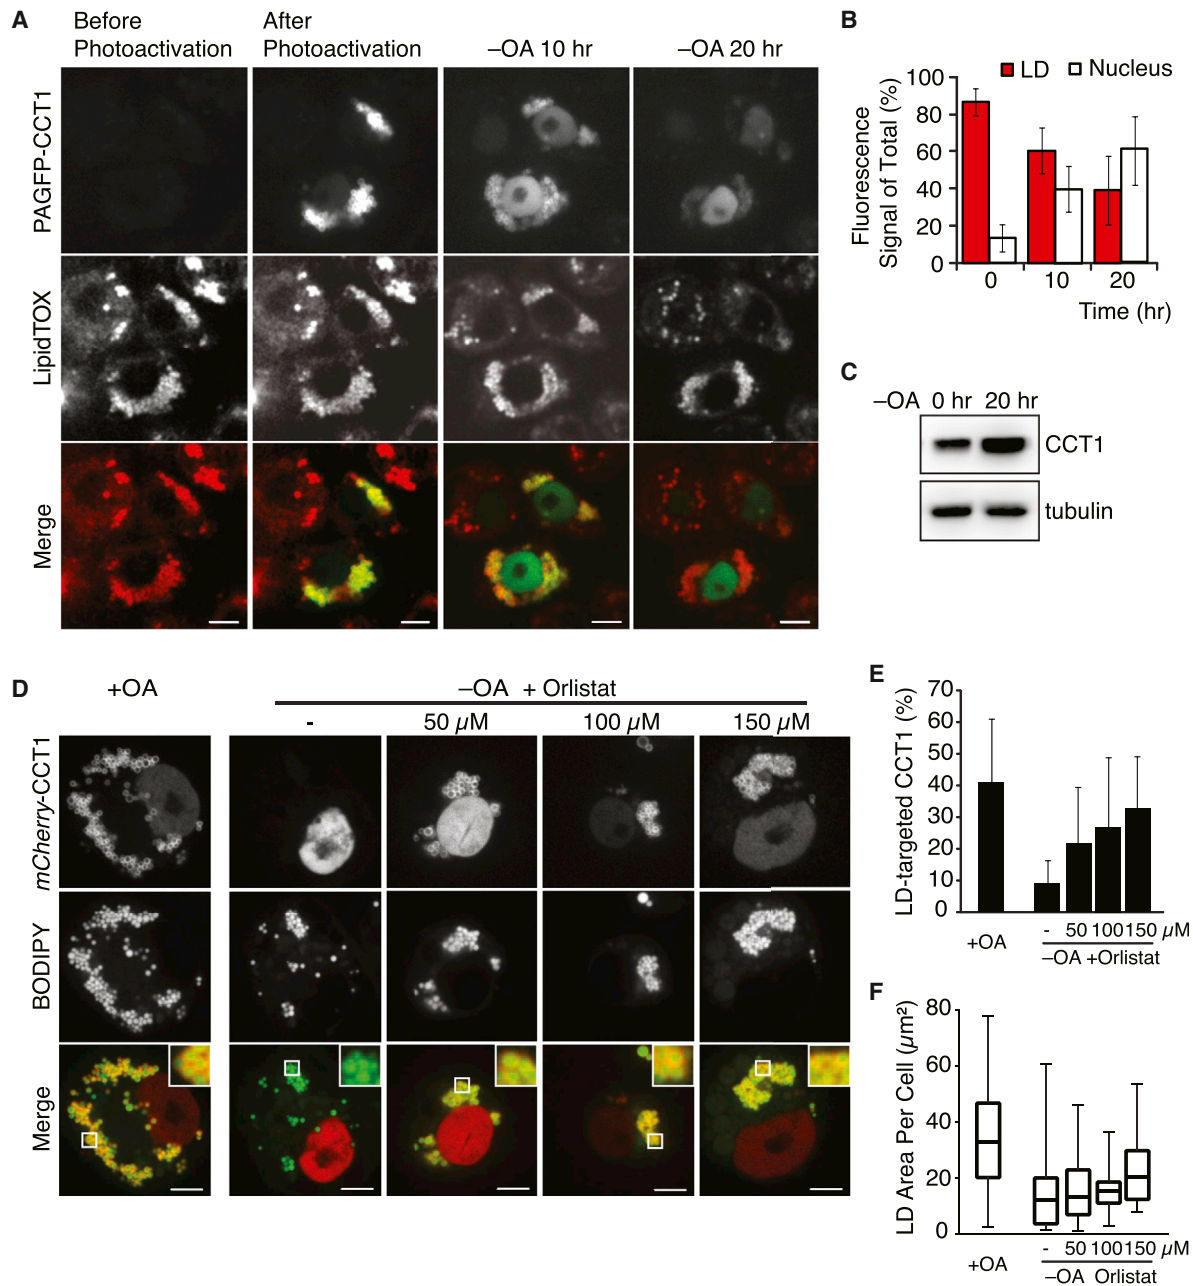 A
Before Photoactivation
After Photoactivation
–OA 10 hr
–OA 20 hr
PAGFP-CCT1
LipidTOX
Merge
B
LD
Nucleus
Fluorescence Signal of Total (%)
100
80
60
40
20
0
0
10
20
Time (hr)
C
–OA 0 hr 20 hr
CCT1
tubulin
D
+OA
–OA + Orlistat
-
50 µM
100 µM
150 µM
mCherry-CCT1
BODIPY
Merge
E
LD-targeted CCT1 (%)
70
60
50
40
30
20
10
0
+OA
- 50 100 150 µM
–OA +Orlistat
F
LD Area Per Cell (µm²)
80
60
40
20
0
+OA
- 50 100 150 µM
–OA Orlistat